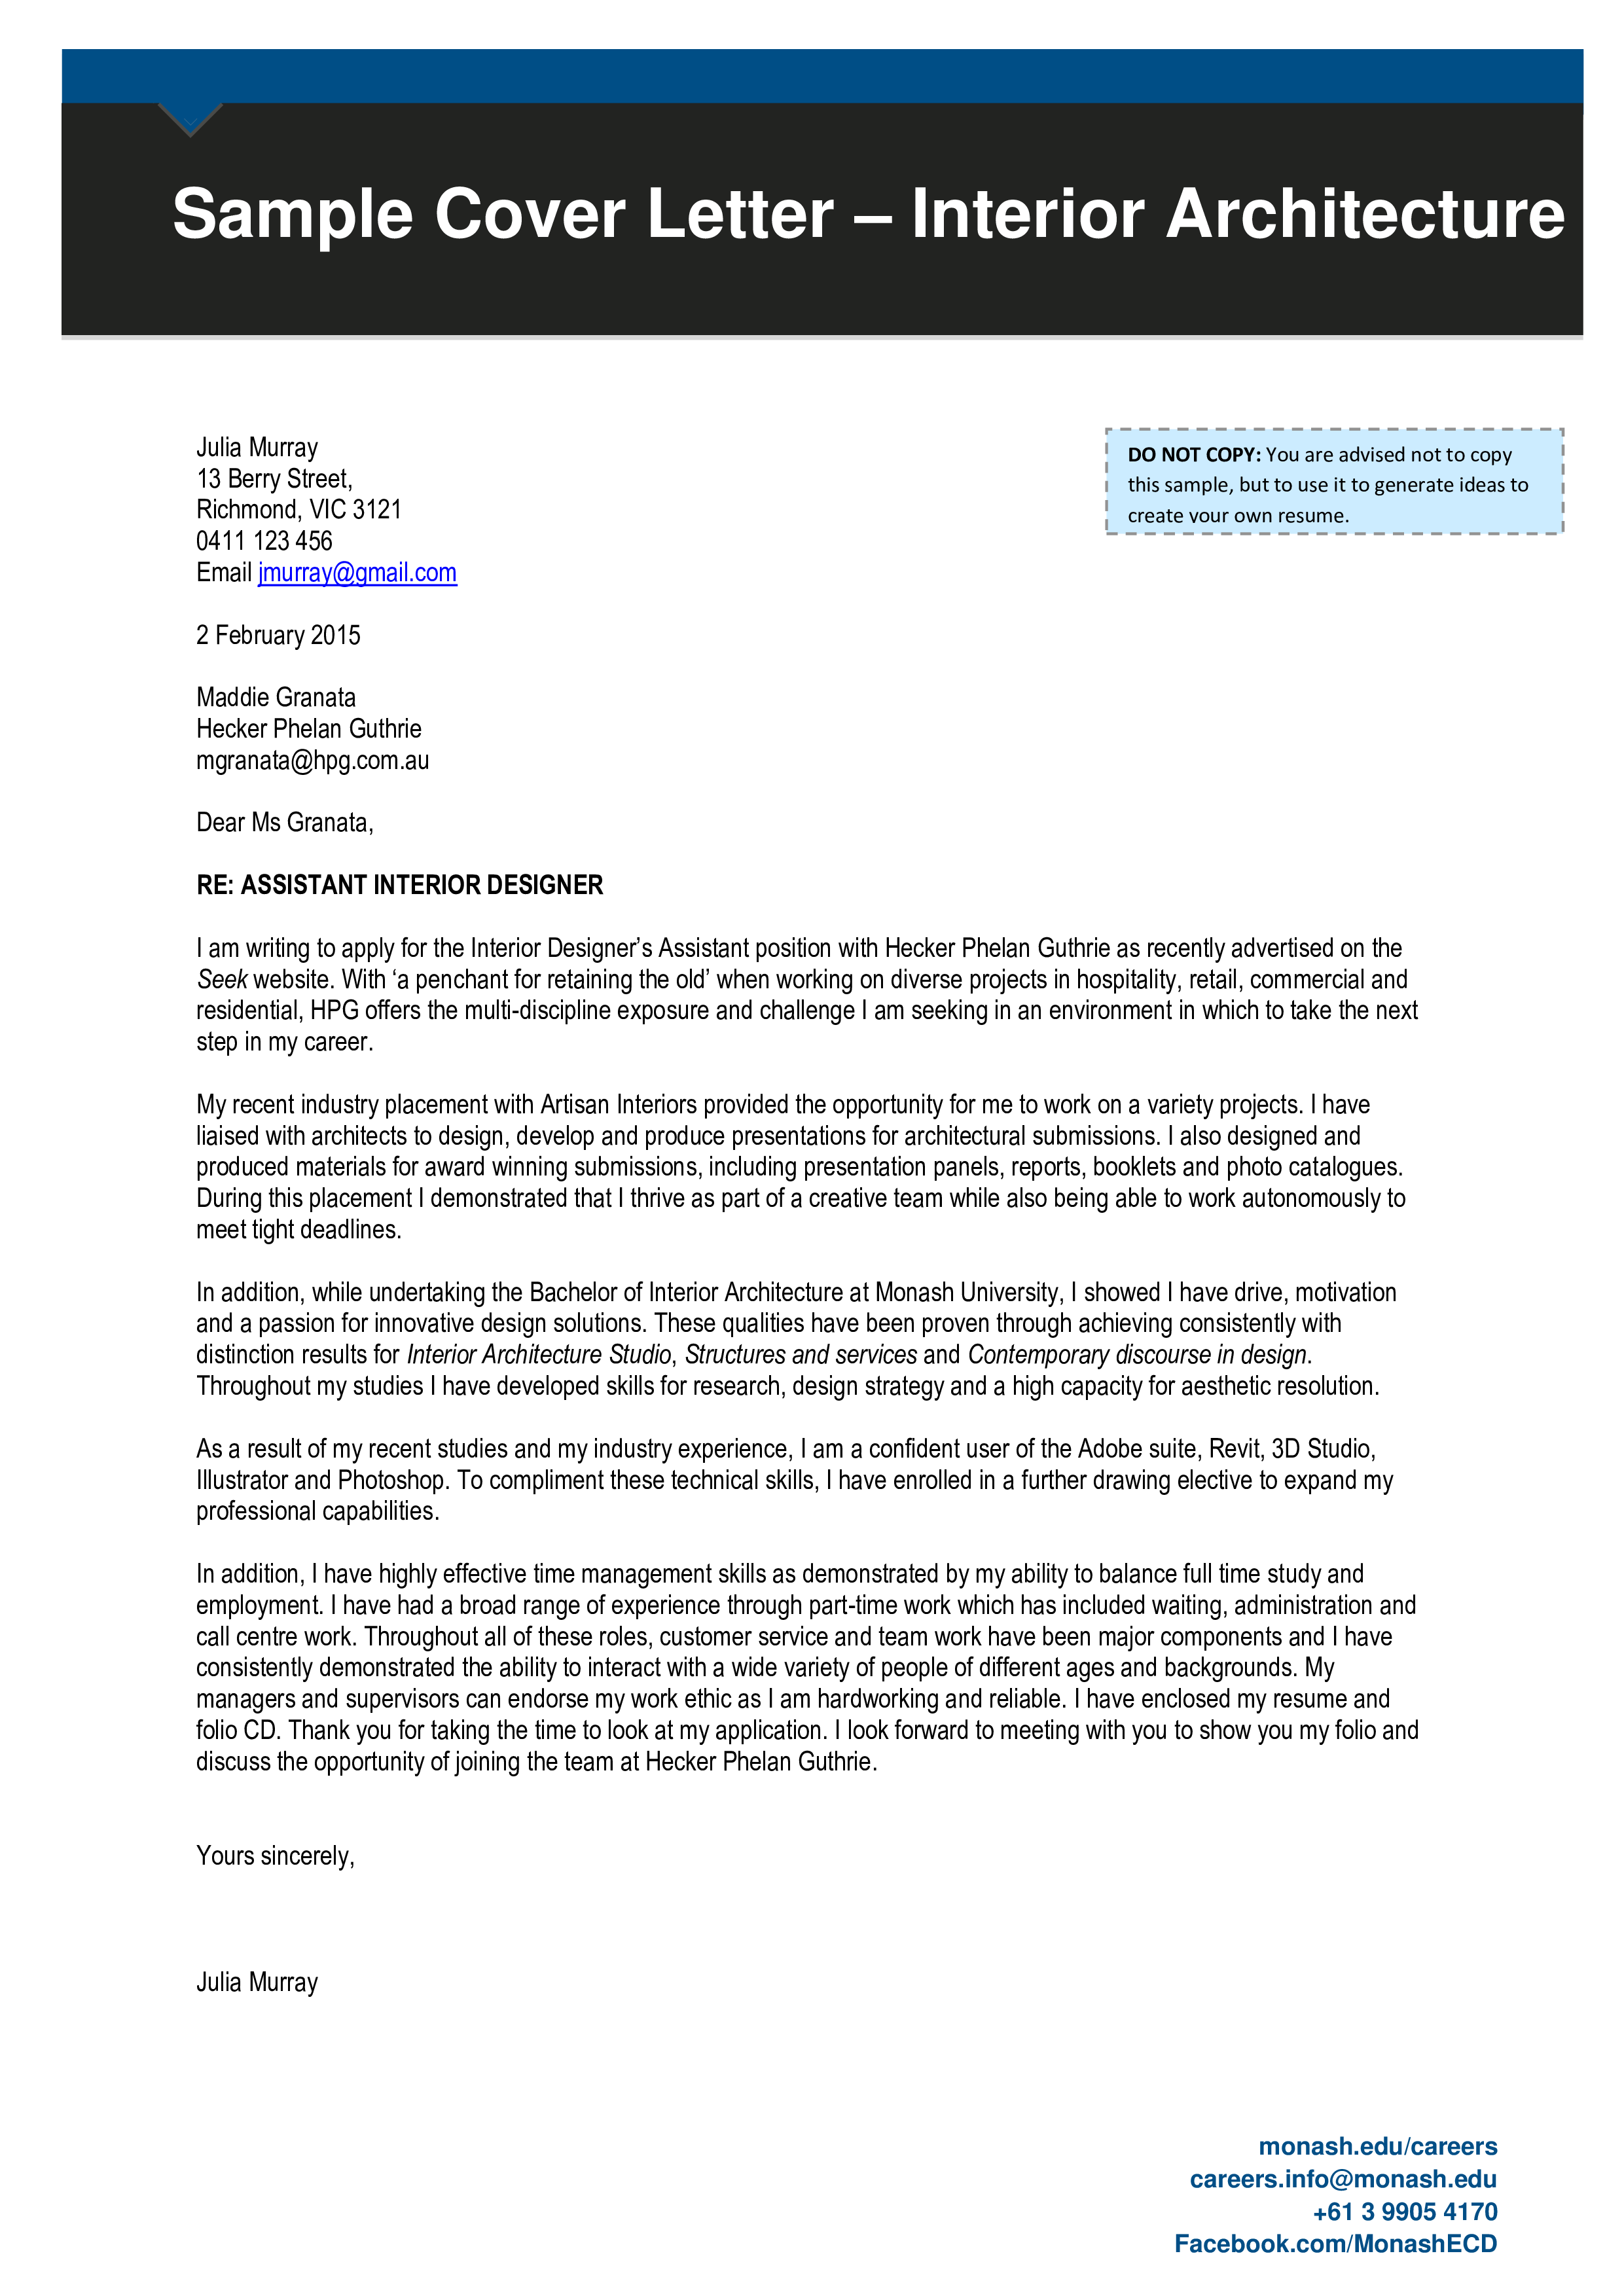 Sample Cover Letter – Interior Architecture
Julia Murray
13 Berry Street,
Richmond, VIC 3121
0411 123 456
Email jmurray@gmail.com
DO NOT COPY: You are advised not to copy
this sample, but to use it to generate ideas to
create your own resume.
2 February 2015
Maddie Granata
Hecker Phelan Guthrie
mgranata@hpg.com.au
Dear Ms Granata,
RE: ASSISTANT INTERIOR DESIGNER
I am writing to apply for the Interior Designer’s Assistant position with Hecker Phelan Guthrie as recently advertised on the
Seek website. With ‘a penchant for retaining the old’ when working on diverse projects in hospitality, retail, commercial and
residential, HPG offers the multi-discipline exposure and challenge I am seeking in an environment in which to take the next
step in my career.
My recent industry placement with Artisan Interiors provided the opportunity for me to work on a variety projects. I have
liaised with architects to design, develop and produce presentations for architectural submissions. I also designed and
produced materials for award winning submissions, including presentation panels, reports, booklets and photo catalogues.
During this placement I demonstrated that I thrive as part of a creative team while also being able to work autonomously to
meet tight deadlines.
In addition, while undertaking the Bachelor of Interior Architecture at Monash University, I showed I have drive, motivation
and a passion for innovative design solutions. These qualities have been proven through achieving consistently with
distinction results for Interior Architecture Studio, Structures and services and Contemporary discourse in design.
Throughout my studies I have developed skills for research, design strategy and a high capacity for aesthetic resolution.
As a result of my recent studies and my industry experience, I am a confident user of the Adobe suite, Revit, 3D Studio,
Illustrator and Photoshop. To compliment these technical skills, I have enrolled in a further drawing elective to expand my
professional capabilities.
In addition, I have highly effective time management skills as demonstrated by my ability to balance full time study and
employment. I have had a broad range of experience through part-time work which has included waiting, administration and
call centre work. Throughout all of these roles, customer service and team work have been major components and I have
consistently demonstrated the ability to interact with a wide variety of people of different ages and backgrounds. My
managers and supervisors can endorse my work ethic as I am hardworking and reliable. I have enclosed my resume and
folio CD. Thank you for taking the time to look at my application. I look forward to meeting with you to show you my folio and
discuss the opportunity of joining the team at Hecker Phelan Guthrie.
Yours sincerely,
Julia Murray
monash.edu/careers
careers.info@monash.edu
+61 3 9905 4170
Facebook.com/MonashECD